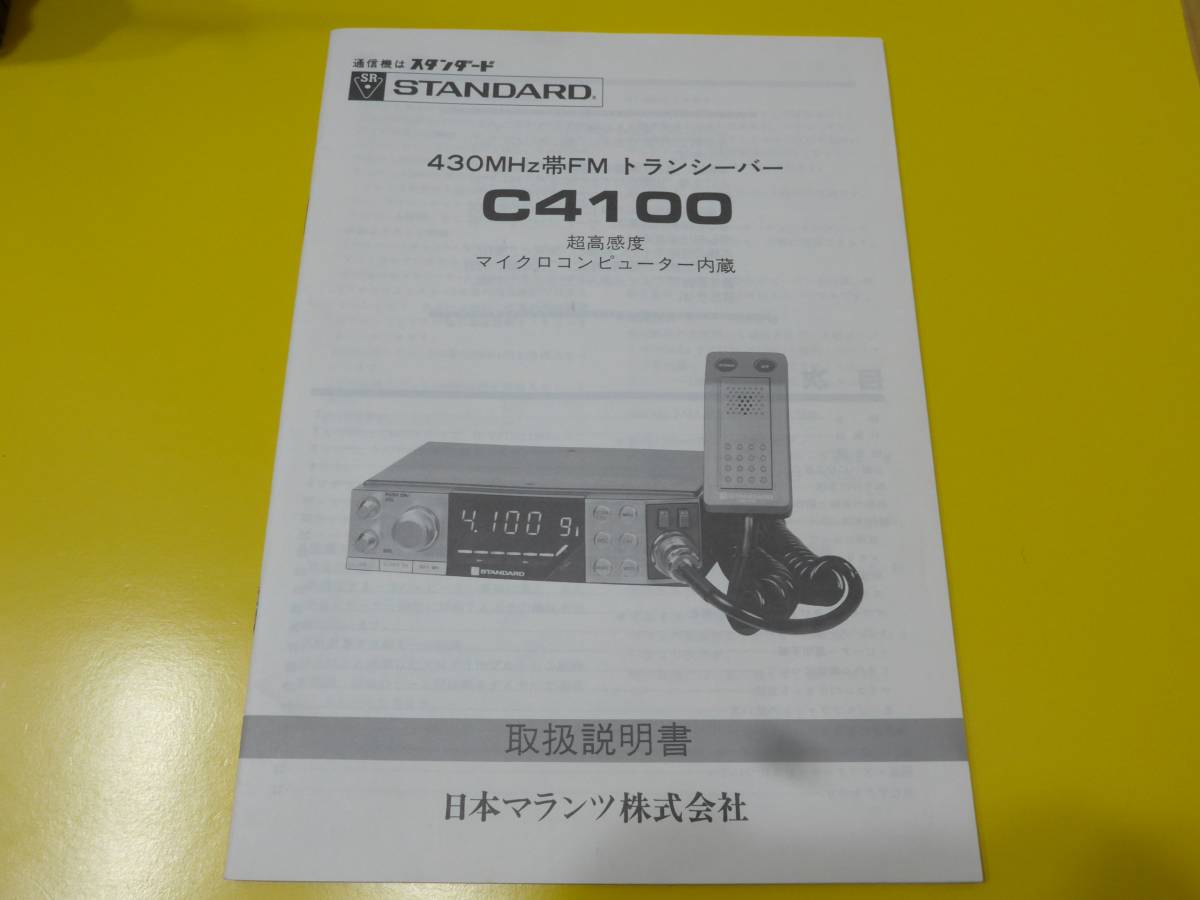 通信機は スタンダード
SR STANDARD®
430MHz帯FM トランシーバー
C4100
超高感度
マイクロコンピューター内蔵
STANDARD
4.100 91
STANDARD
取扱説明書
日本マランツ株式会社